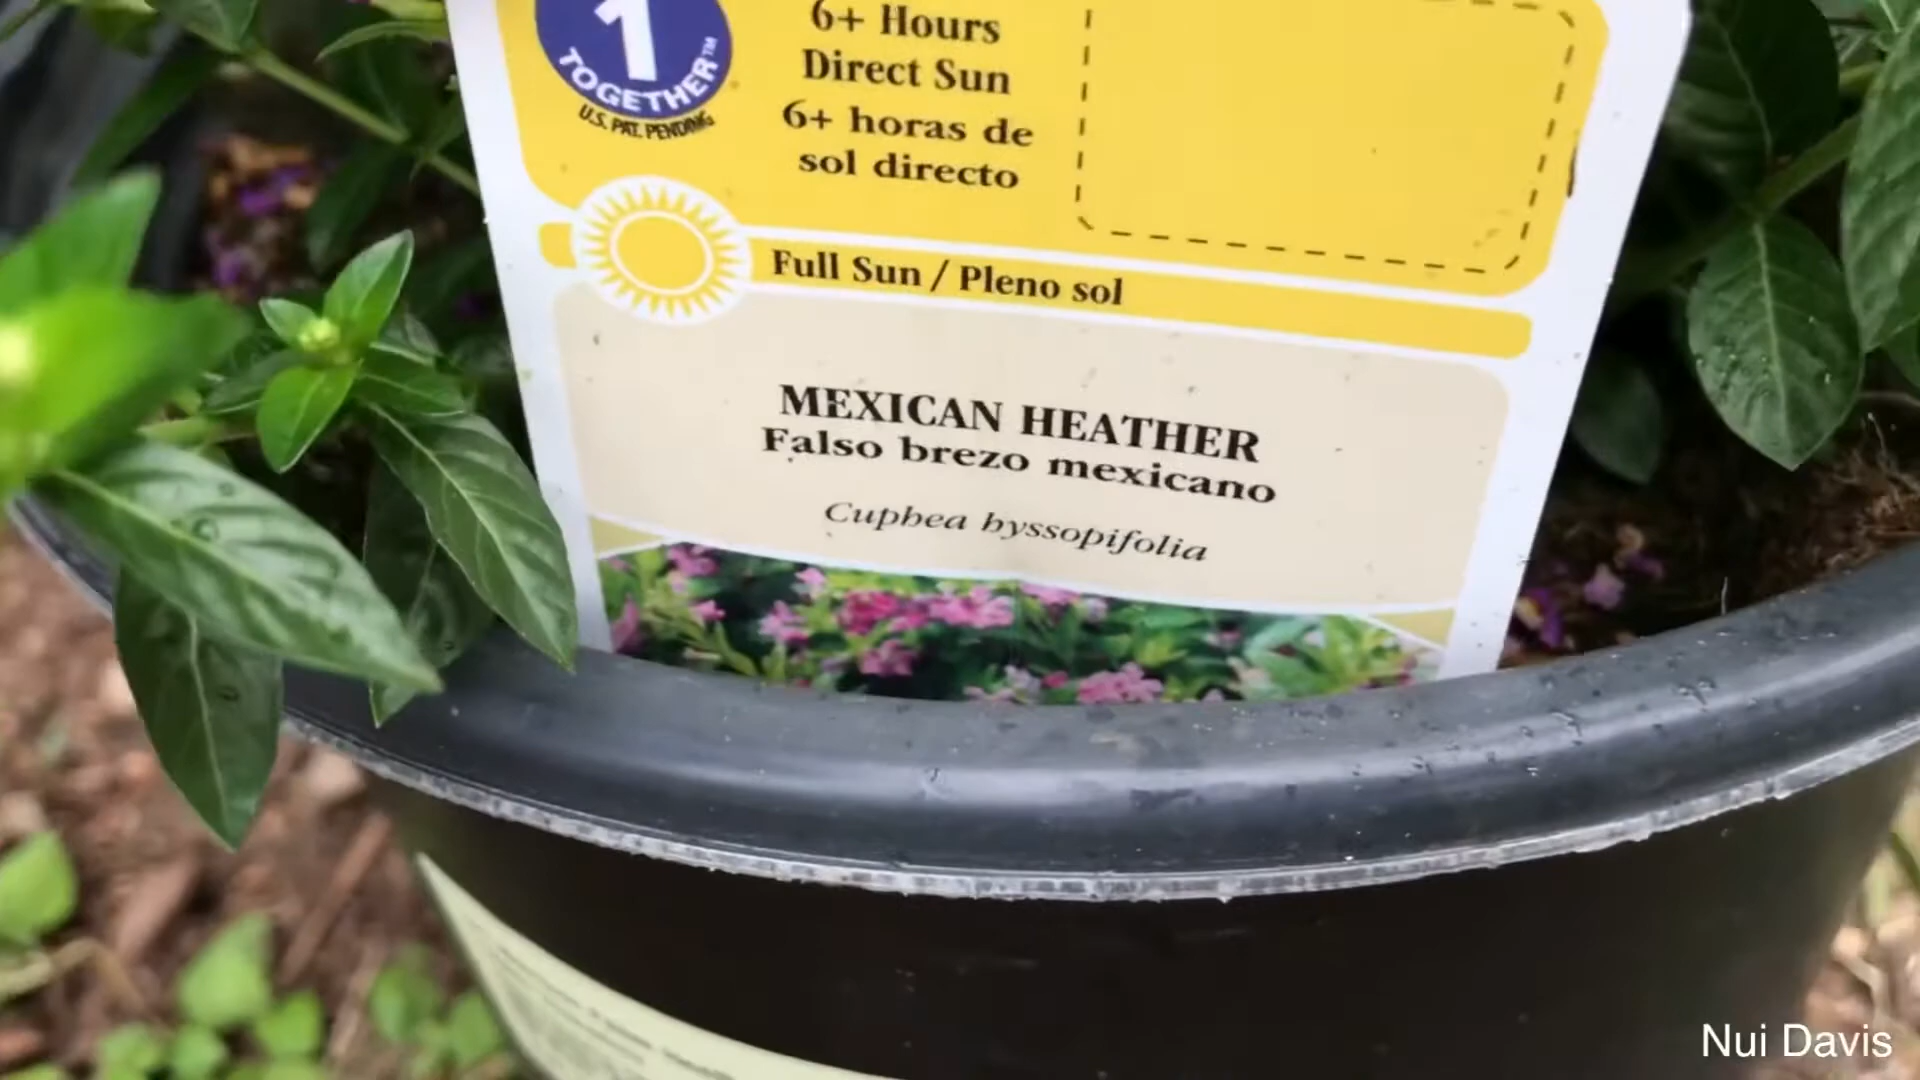 1
TOGETHER™
U.S. PAT. PENDING
6+ Hours
Direct Sun
6+ horas de
sol directo
Full Sun / Pleno sol
MEXICAN HEATHER
Falso brezo mexicano
Cuphea hyssopifolia
Nui Davis